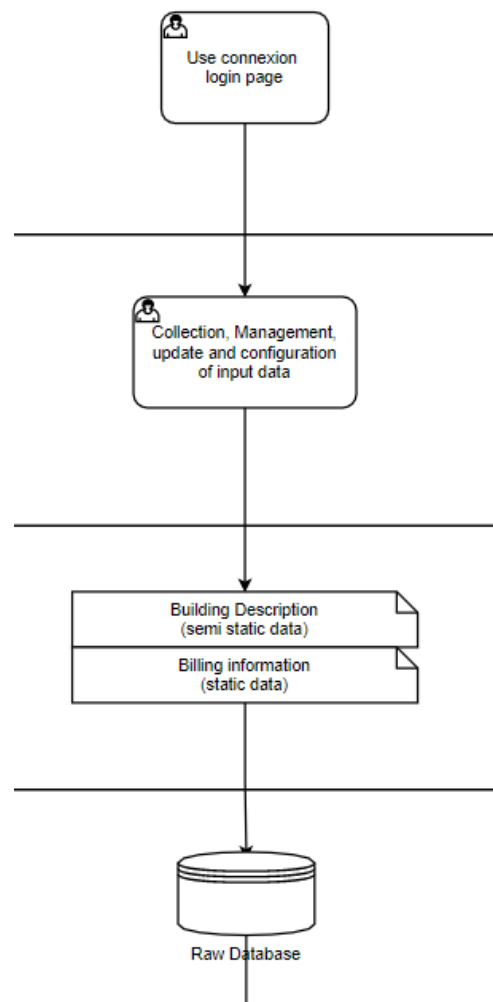 Use connexion
login page
Collection, Management,
update and configuration
of input data
Building Description
(semi static data)
Billing information
(static data)
Raw Database